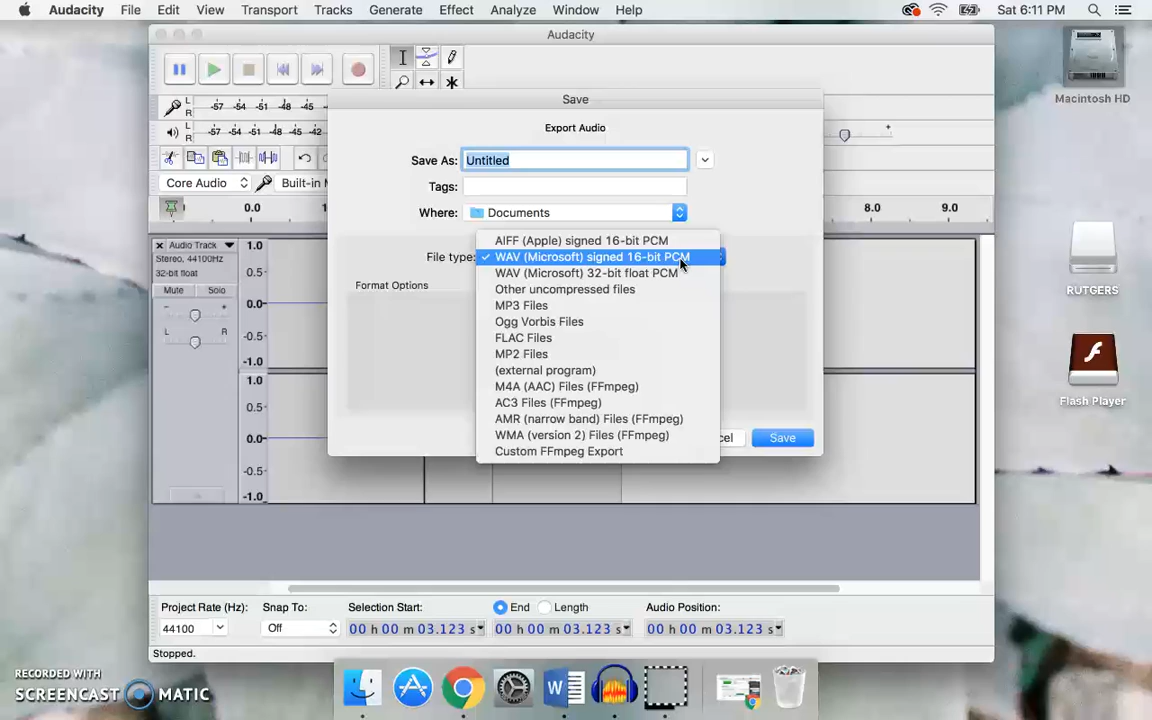 Audacity File Edit View Transport Tracks Generate Effect Analyze Window Help Sat 6:11 PM
Audacity
L -57 -54 -51 -48 -45
R
L -57 -54 -51 -48 -45 -42
R
Core Audio Built-in
0.0 8.0 9.0
Save
Export Audio
Save As: Untitled
Tags:
Where: Documents
File type:
AIFF (Apple) signed 16-bit PCM
✓ WAV (Microsoft) signed 16-bit PCM
WAV (Microsoft) 32-bit float PCM
Other uncompressed files
MP3 Files
Ogg Vorbis Files
FLAC Files
MP2 Files
(external program)
M4A (AAC) Files (FFmpeg)
AC3 Files (FFmpeg)
AMR (narrow band) Files (FFmpeg)
WMA (version 2) Files (FFmpeg)
Custom FFmpeg Export
Format Options
Save
Audio Track
Stereo, 44100Hz
32-bit float
Mute Solo
- +
L R
1.0
0.5
0.0
-0.5
-1.0
1.0
0.5
0.0
-0.5
-1.0
Macintosh HD
RUTGERS
Flash Player
Project Rate (Hz): Snap To: Selection Start: End Length Audio Position:
44100 Off 00 h 00 m 03.123 s 00 h 00 m 03.123 s 00 h 00 m 03.123 s
Stopped.
RECORDED WITH
SCREENCAST MATIC